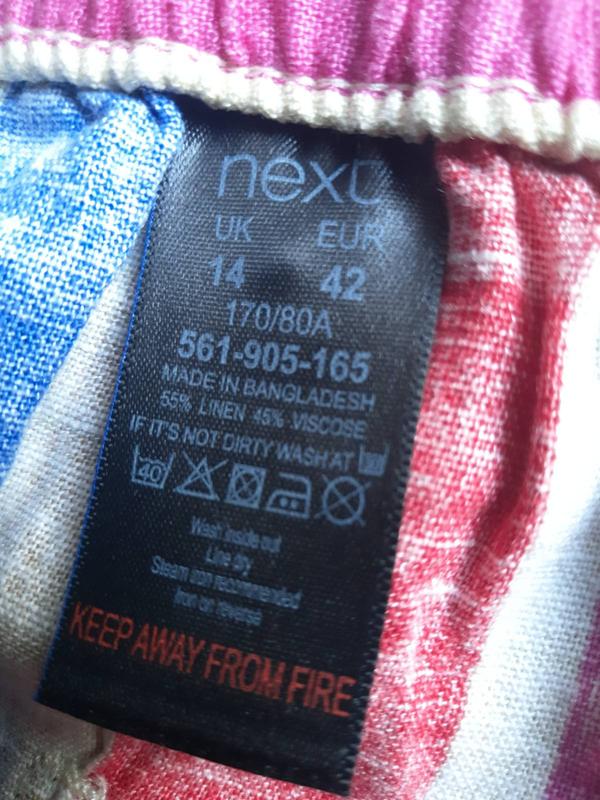 next
UK EUR
14 42
170/80A
561-905-165
MADE IN BANGLADESH
55% LINEN 45% VISCOSE
IF IT'S NOT DIRTY WASH AT
40
Wash inside out
Line dry
Steam iron recommended
Iron on reverse
KEEP AWAY FROM FIRE